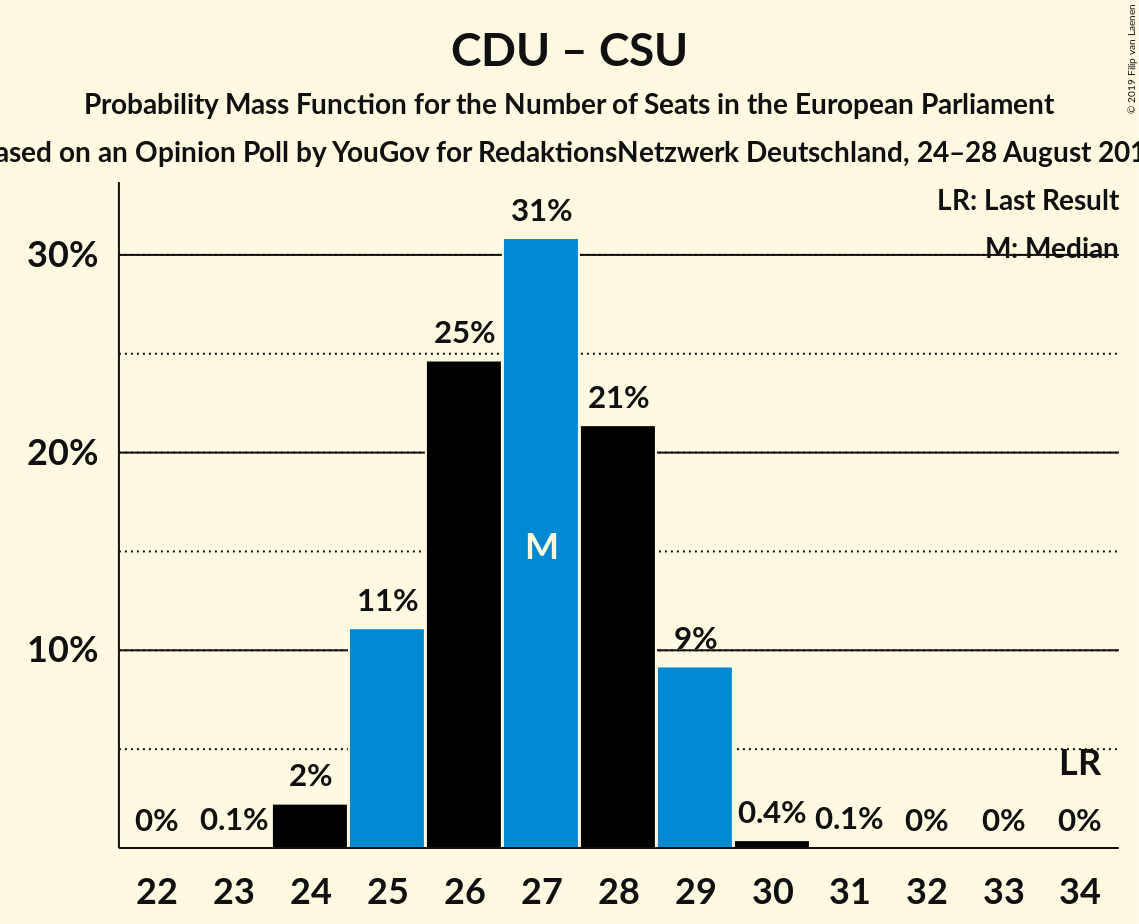 CDU – CSU
Probability Mass Function for the Number of Seats in the European Parliament
ased on an Opinion Poll by YouGov for RedaktionsNetzwerk Deutschland, 24–28 August 201
© 2019 Filip van Laenen
LR: Last Result
M: Median
30%
20%
10%
0%
0.1%
2%
11%
25%
31%
21%
9%
0.4%
0.1%
0%
0%
0%
M
LR
22 23 24 25 26 27 28 29 30 31 32 33 34